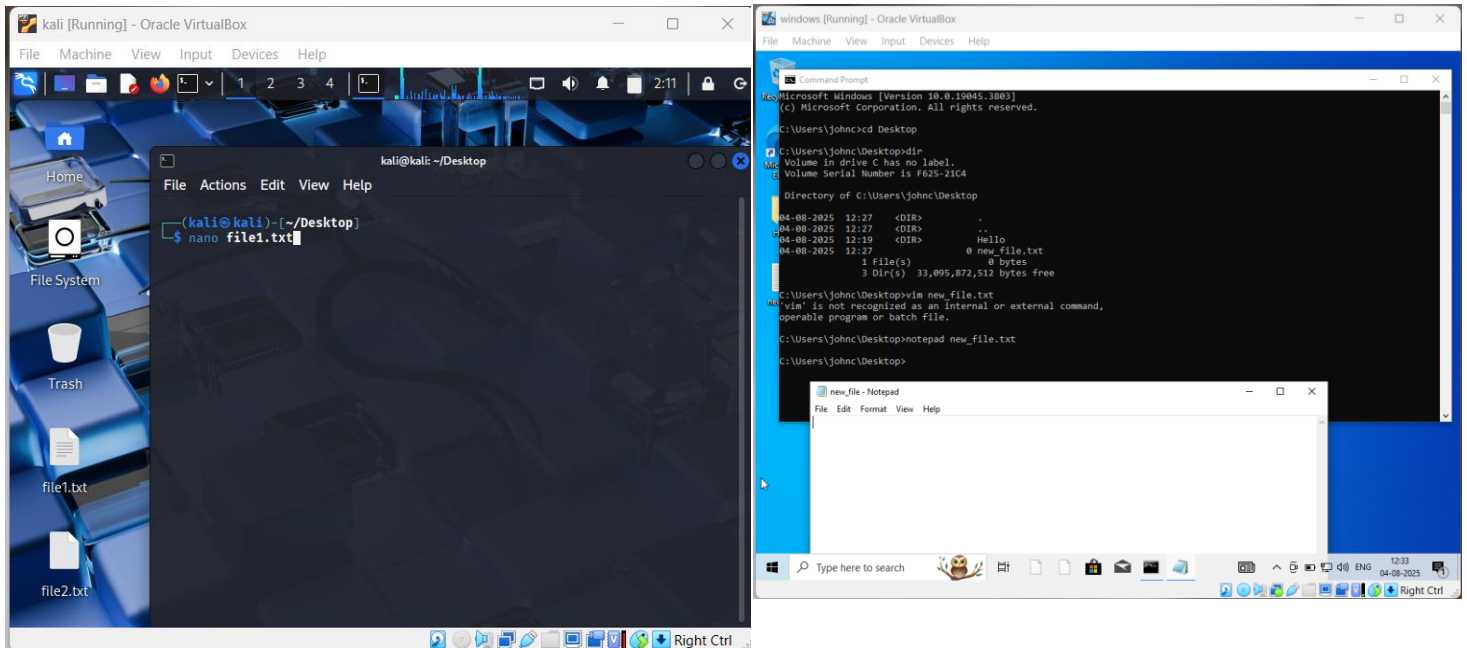 kali [Running] - Oracle VirtualBox
File Machine View Input Devices Help
1 2 3 4 2:11
kali@kali: ~/Desktop
File Actions Edit View Help
(kali㉿kali)-[~/Desktop]
$ nano file1.txt
Home
File System
Trash
file1.txt
file2.txt
Right Ctrl
windows [Running] - Oracle VirtualBox
File Machine View Input Devices Help
Command Prompt
Microsoft Windows [Version 10.0.19045.3803]
(c) Microsoft Corporation. All rights reserved.
C:\Users\johnc>cd Desktop
C:\Users\johnc\Desktop>dir
Volume in drive C has no label.
Volume Serial Number is F625-21C4
Directory of C:\Users\johnc\Desktop
04-08-2025 12:27 <DIR> .
04-08-2025 12:27 <DIR> ..
04-08-2025 12:19 <DIR> Hello
04-08-2025 12:27 0 new_file.txt
1 File(s) 0 bytes
3 Dir(s) 33,095,872,512 bytes free
C:\Users\johnc\Desktop>vim new_file.txt
'vim' is not recognized as an internal or external command,
operable program or batch file.
C:\Users\johnc\Desktop>notepad new_file.txt
C:\Users\johnc\Desktop>
new_file - Notepad
File Edit Format View Help
Type here to search
ENG
12:33
04-08-2025
1
Right Ctrl